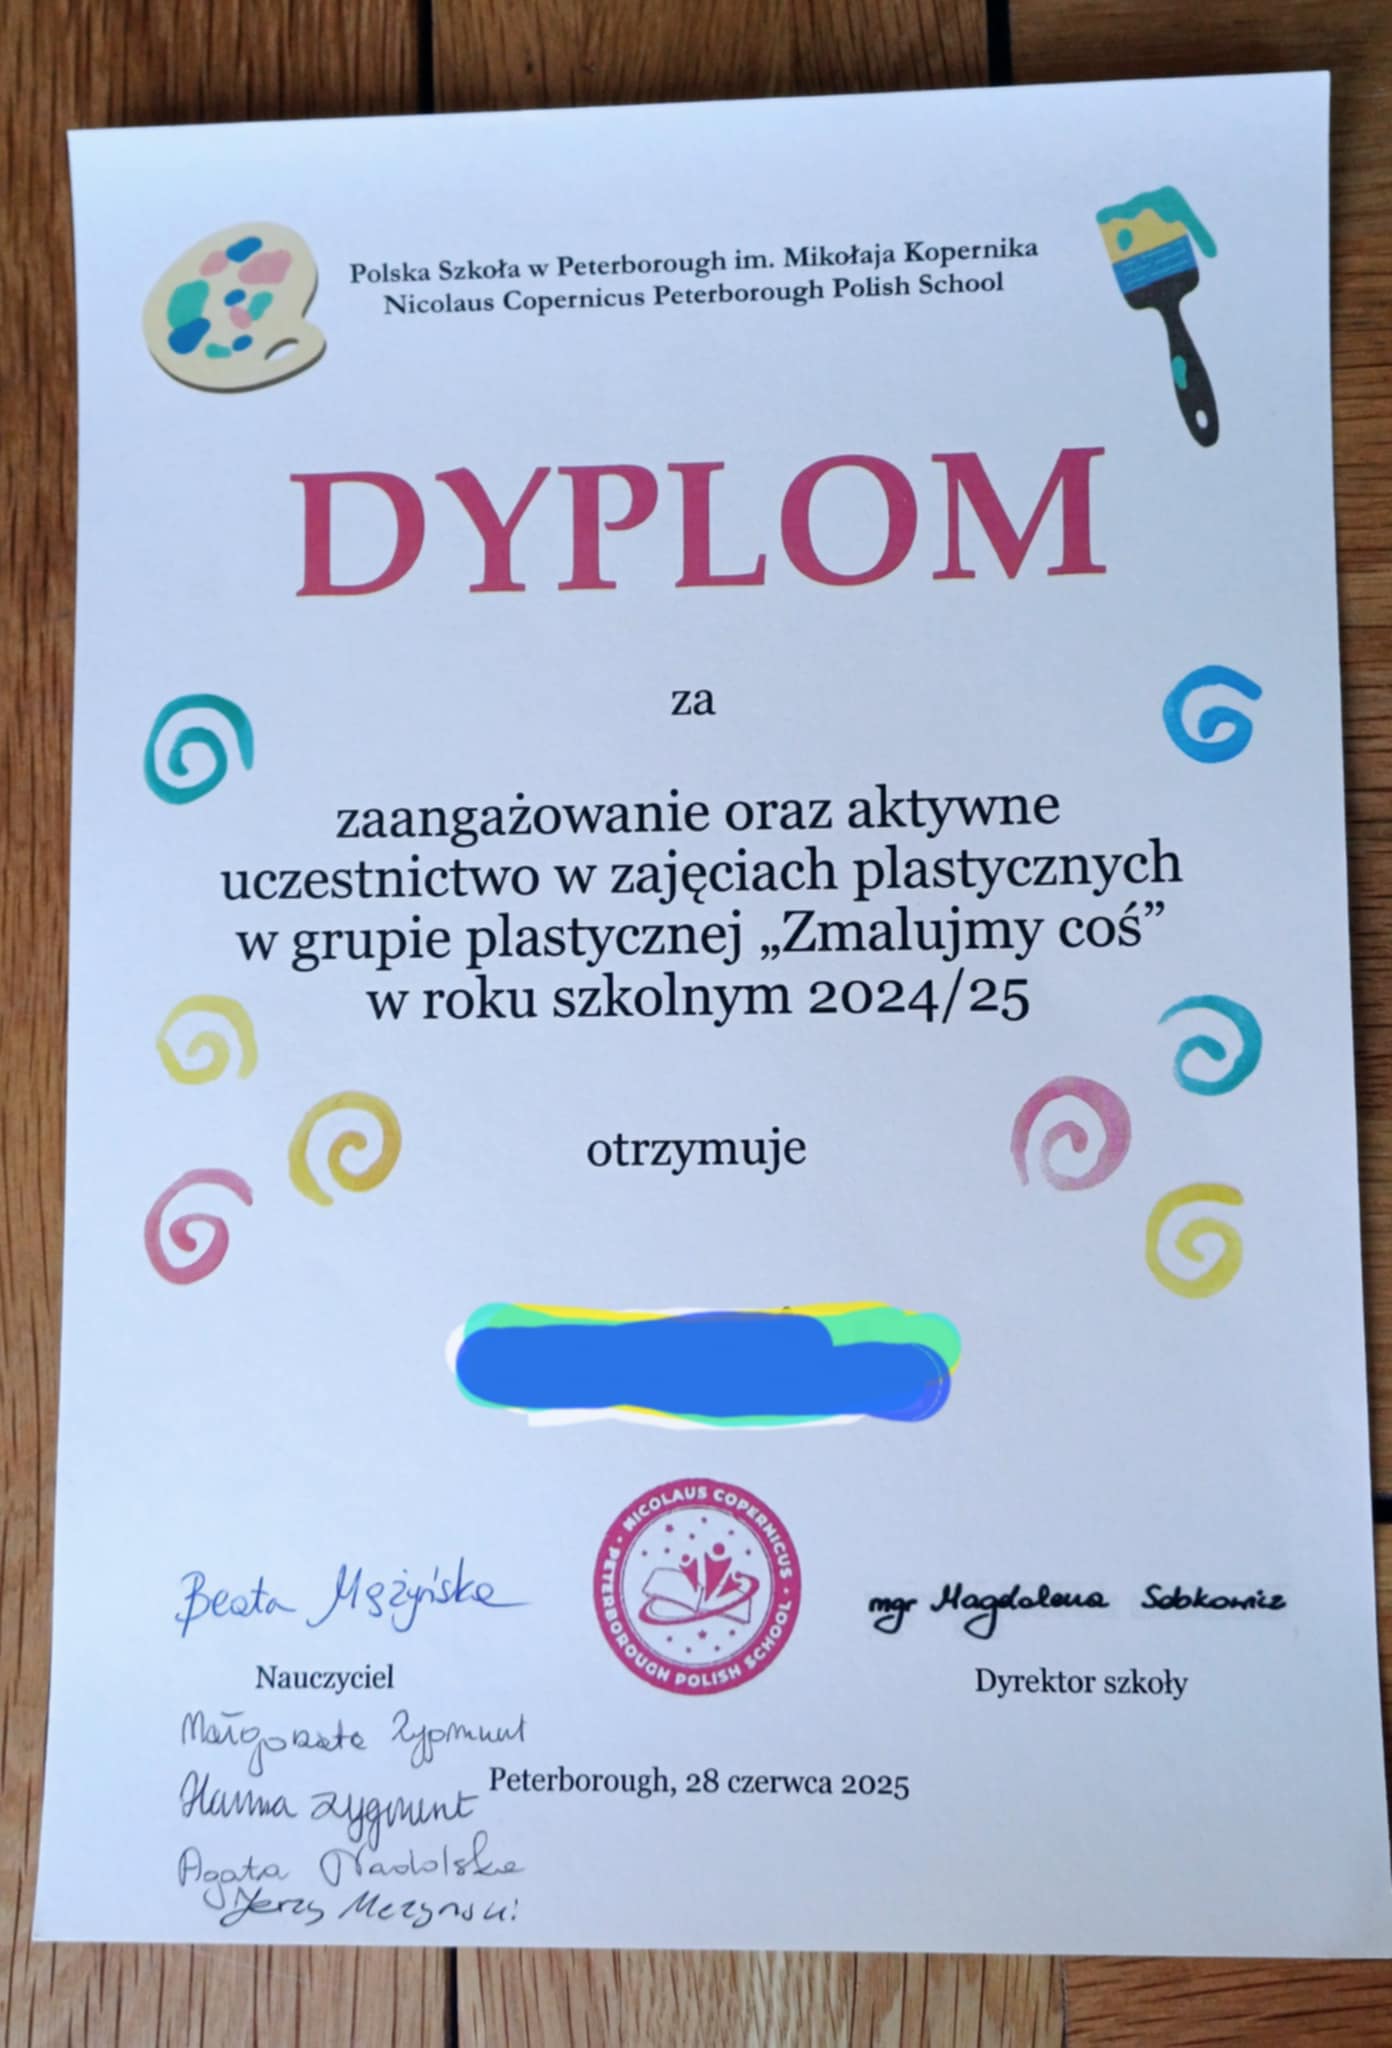 Polska Szkoła w Peterborough im. Mikołaja Kopernika
Nicolaus Copernicus Peterborough Polish School
DYPLOM
za
zaangażowanie oraz aktywne
uczestnictwo w zajęciach plastycznych
w grupie plastycznej „Zmalujmy coś”
w roku szkolnym 2024/25
otrzymuje
NICOLAUS COPERNICUS • PETERBOROUGH POLISH SCHOOL •
Beata Mężyńska
Nauczyciel
mgr Magdalena Sobkowicz
Dyrektor szkoły
Małgorzata Zygmunt
Hanna Zygmunt
Peterborough, 28 czerwca 2025
Agata Nadolska
Jerzy